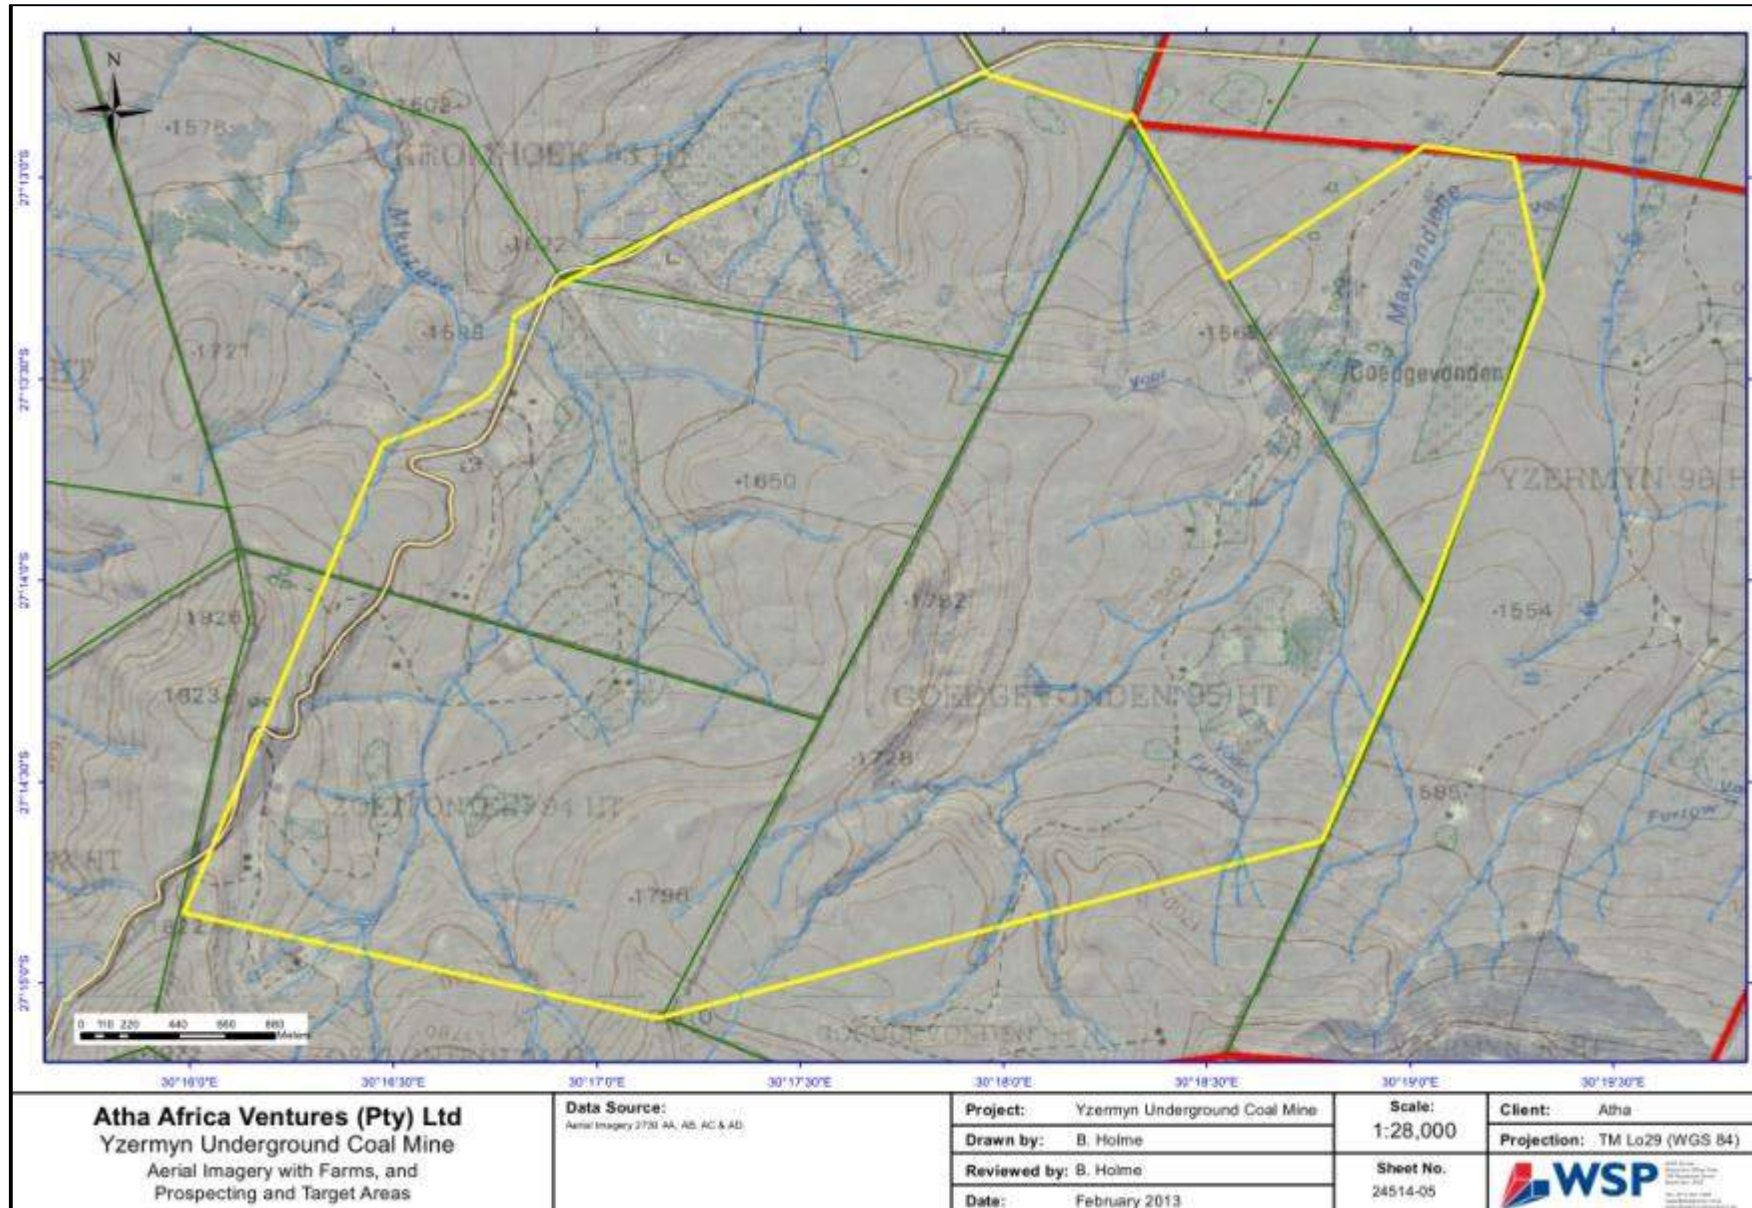 N
1602
1576
KROMHOEK 93 HT
1422
27°13'0"S
Mawandlane
1622
1598
1721
1568
Voor
Goedgevonden
27°13'30"S
1650
YZERMYN 96 H
27°14'0"S
1782
1554
1826
1823
GOEDGEVONDEN 95 HT
1728
27°14'30"S
1585
Furrow
Furrow
94 HT
HT
1796
1822
27°15'0"S
0 110 220 440 660 880
Meters
30°16'0"E 30°16'30"E 30°17'0"E 30°17'30"E 30°18'0"E 30°18'30"E 30°19'0"E 30°19'30"E
Atha Africa Ventures (Pty) Ltd
Yzermyn Underground Coal Mine
Aerial Imagery with Farms, and
Prospecting and Target Areas
Data Source:
Aerial Imagery 2730 AA, AB, AC & AD
Project: Yzermyn Underground Coal Mine
Drawn by: B. Holme
Reviewed by: B. Holme
Date: February 2013
Scale:
1:28,000
Sheet No.
24514-05
Client: Atha
Projection: TM Lo29 (WGS 84)
WSP